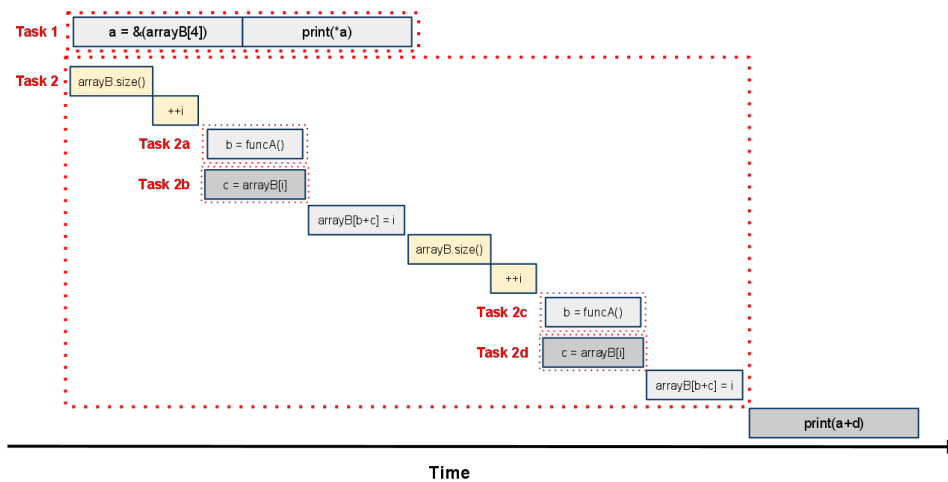 Task 1 a = &(arrayB[4]) print(*a)
Task 2 arrayB.size()
++i
Task 2a b = funcA()
Task 2b c = arrayB[i]
arrayB[b+c] = i
arrayB.size()
++i
Task 2c b = funcA()
Task 2d c = arrayB[i]
arrayB[b+c] = i
print(a+d)
Time